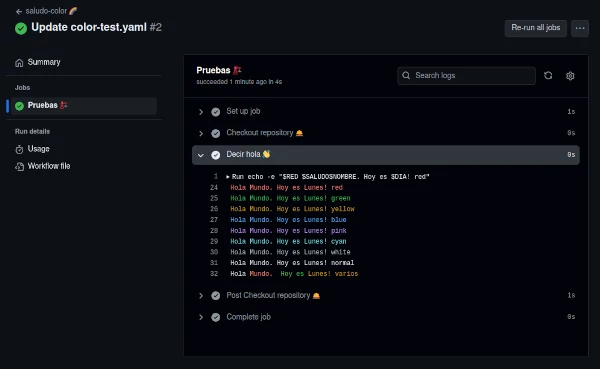 ← saludo-color 🌈
Update color-test.yaml #2
Re-run all jobs
Summary
Jobs
Pruebas
Run details
Usage
Workflow file
Pruebas
succeeded 1 minute ago in 4s
Search logs
Set up job 1s
Checkout repository 🛎️ 0s
Decir hola 👋 0s
1 ▸Run echo -e "$RED $SALUDO$NOMBRE. Hoy es $DIA! red"
24 Hola Mundo. Hoy es Lunes! red
25 Hola Mundo. Hoy es Lunes! green
26 Hola Mundo. Hoy es Lunes! yellow
27 Hola Mundo. Hoy es Lunes! blue
28 Hola Mundo. Hoy es Lunes! pink
29 Hola Mundo. Hoy es Lunes! cyan
30 Hola Mundo. Hoy es Lunes! white
31 Hola Mundo. Hoy es Lunes! normal
32 Hola Mundo.  Hoy es Lunes! varios
Post Checkout repository 🛎️ 1s
Complete job 0s